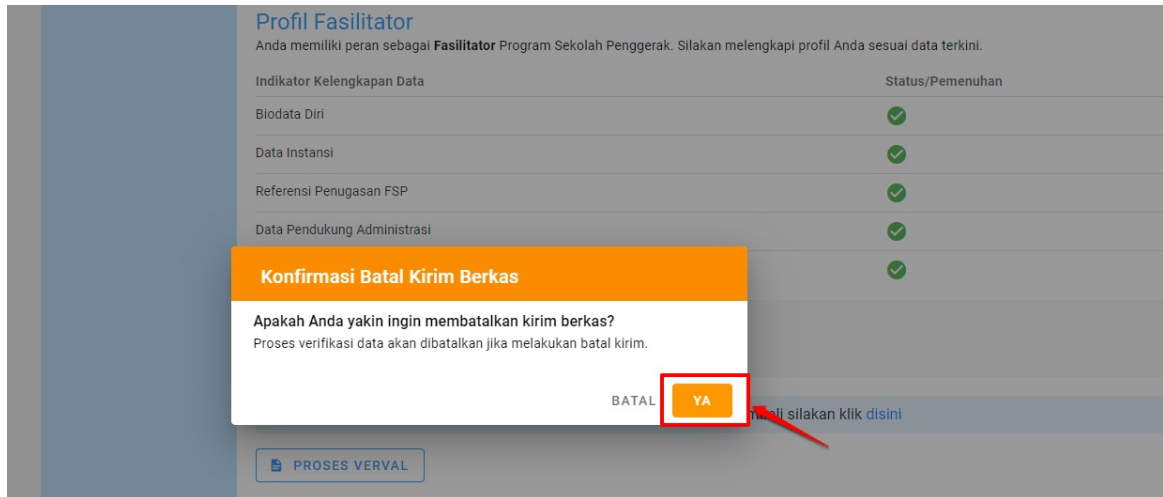 Profil Fasilitator
Anda memiliki peran sebagai Fasilitator Program Sekolah Penggerak. Silakan melengkapi profil Anda sesuai data terkini.
Indikator Kelengkapan Data Status/Pemenuhan
Biodata Diri
Data Instansi
Referensi Penugasan FSP
Data Pendukung Administrasi
Konfirmasi Batal Kirim Berkas
Apakah Anda yakin ingin membatalkan kirim berkas?
Proses verifikasi data akan dibatalkan jika melakukan batal kirim.
BATAL YA
silakan klik disini
PROSES VERVAL